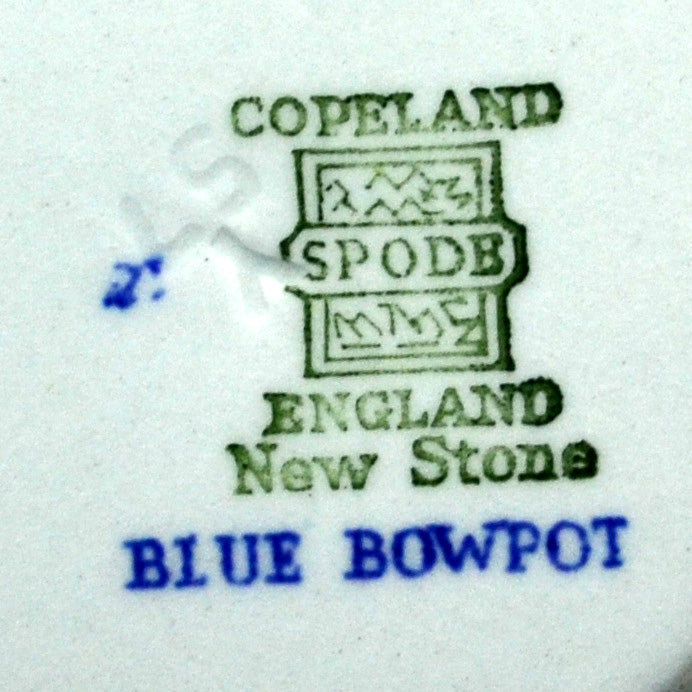 COPELAND
SPODE
ENGLAND
New Stone
BLUE BOWPOT